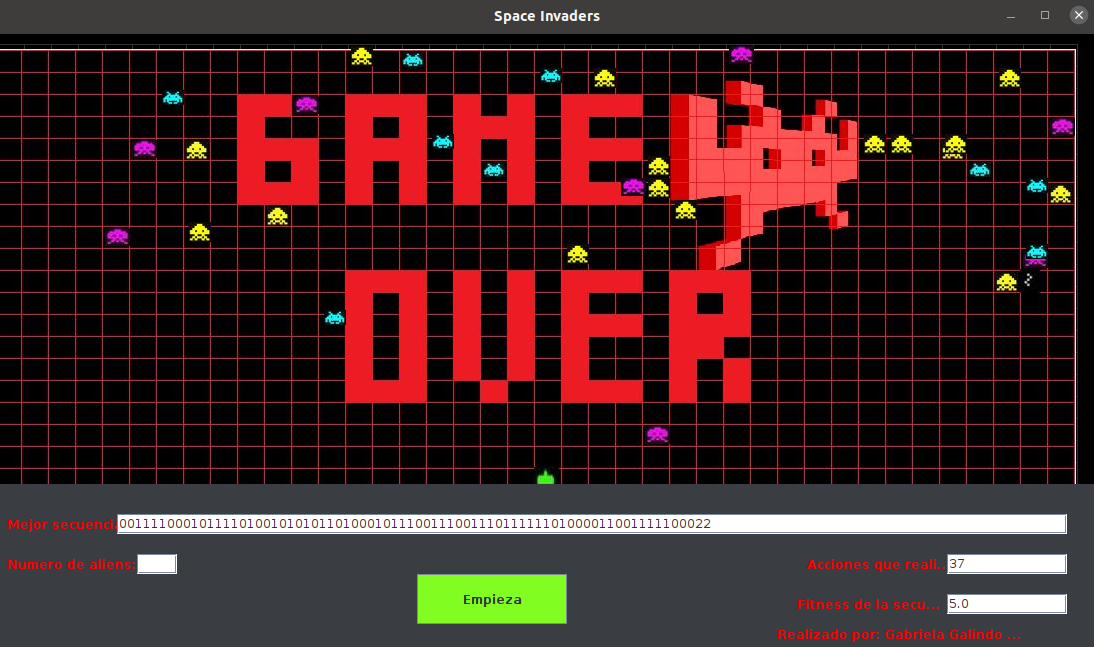 Space Invaders
GAME
OVER
Mejor secuenci
00111100010111101001010101101000101110011100111011111101000011001111100022
Numero de aliens:
Acciones que reali..
37
Empieza
Fitness de la secu...
5.0
Realizado por: Gabriela Galindo ...